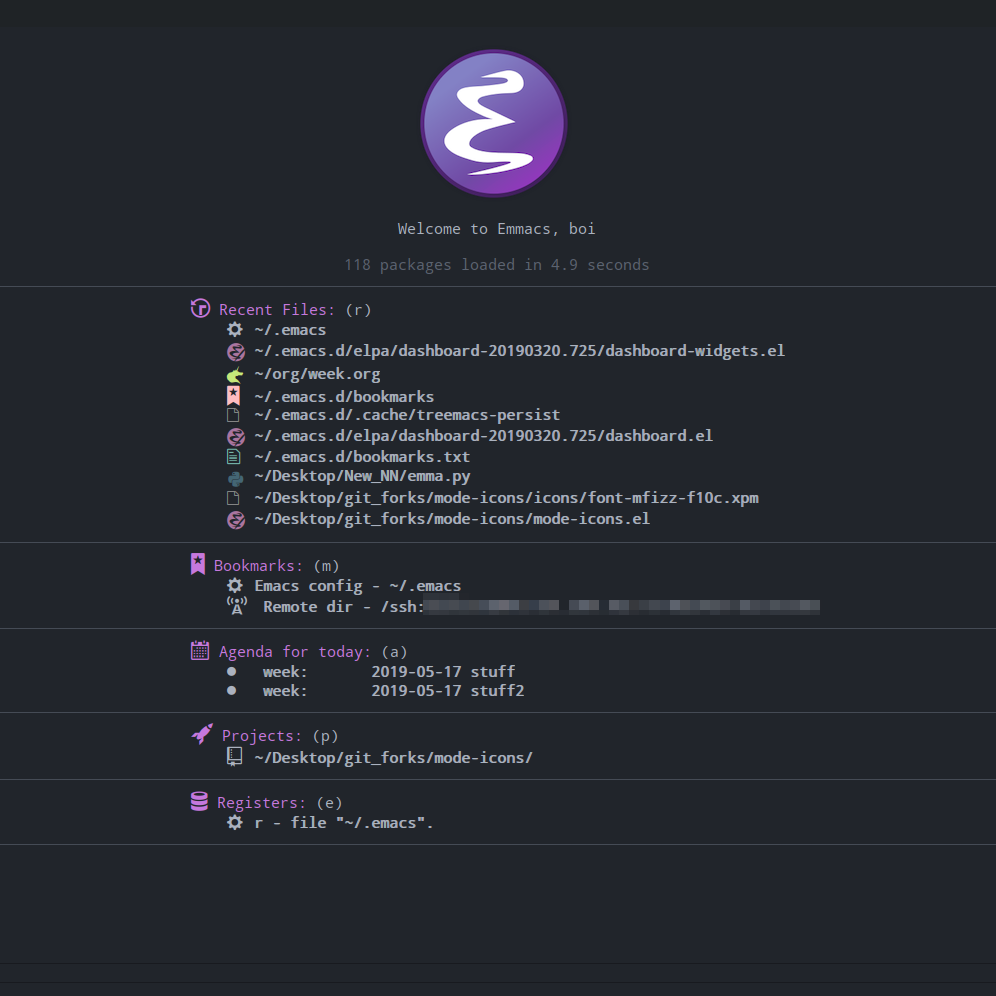 Welcome to Emmacs, boi
118 packages loaded in 4.9 seconds
Recent Files: (r)
~/.emacs
~/.emacs.d/elpa/dashboard-20190320.725/dashboard-widgets.el
~/org/week.org
~/.emacs.d/bookmarks
~/.emacs.d/.cache/treemacs-persist
~/.emacs.d/elpa/dashboard-20190320.725/dashboard.el
~/.emacs.d/bookmarks.txt
~/Desktop/New_NN/emma.py
~/Desktop/git_forks/mode-icons/icons/font-mfizz-f10c.xpm
~/Desktop/git_forks/mode-icons/mode-icons.el
Bookmarks: (m)
Emacs config - ~/.emacs
Remote dir - /ssh:
Agenda for today: (a)
week: 2019-05-17 stuff
week: 2019-05-17 stuff2
Projects: (p)
~/Desktop/git_forks/mode-icons/
Registers: (e)
r - file "~/.emacs".